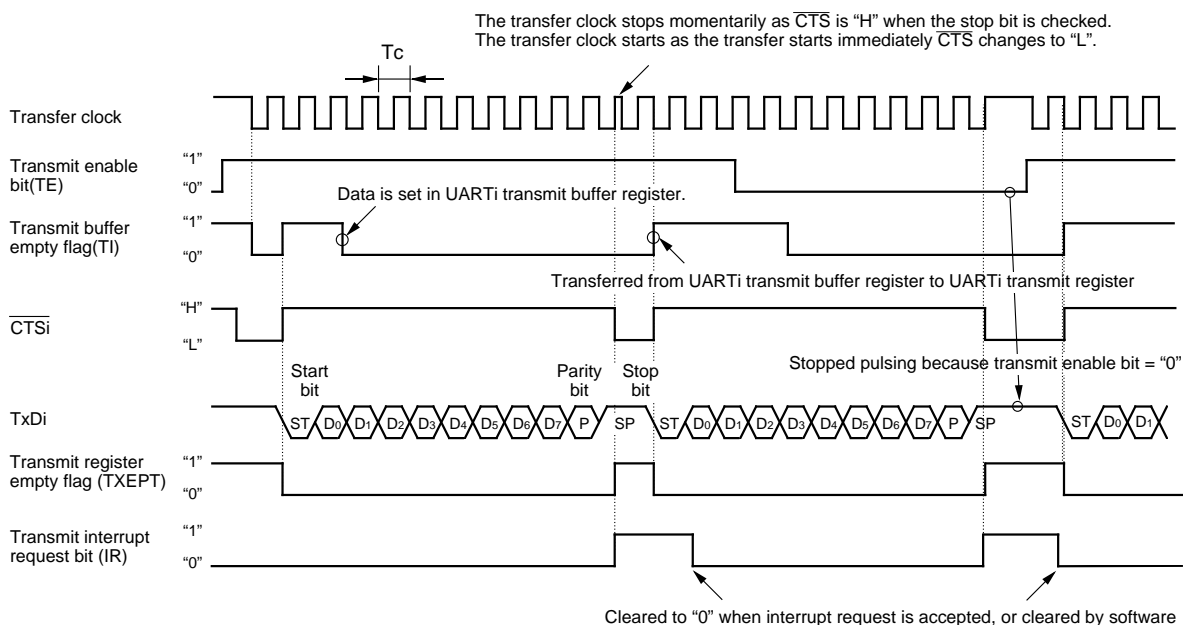 The transfer clock stops momentarily as CTS is “H” when the stop bit is checked.
The transfer clock starts as the transfer starts immediately CTS changes to “L”.
Tc
Transfer clock
Transmit enable
bit(TE)
“1”
“0”
Data is set in UARTi transmit buffer register.
Transmit buffer
empty flag(TI)
“1”
“0”
Transferred from UARTi transmit buffer register to UARTi transmit register
CTSi
“H”
“L”
Stopped pulsing because transmit enable bit = “0”
Start
bit
Parity
bit
Stop
bit
TxDi
ST D0 D1 D2 D3 D4 D5 D6 D7 P SP ST D0 D1 D2 D3 D4 D5 D6 D7 P SP ST D0 D1
Transmit register
empty flag (TXEPT)
“1”
“0”
Transmit interrupt
request bit (IR)
“1”
“0”
Cleared to “0” when interrupt request is accepted, or cleared by software